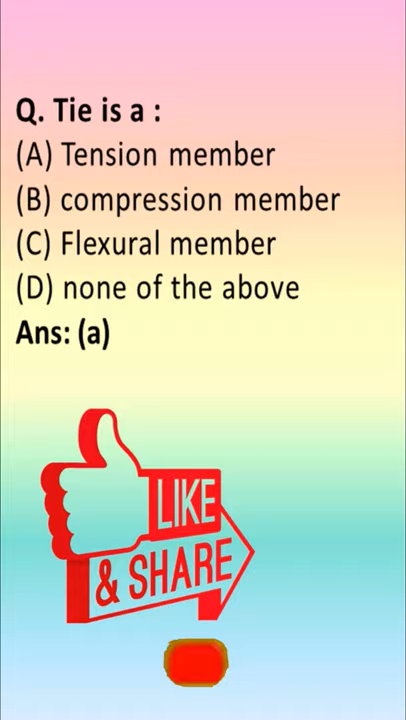 Q. Tie is a :
(A) Tension member
(B) compression member
(C) Flexural member
(D) none of the above
Ans: (a)
LIKE
& SHARE